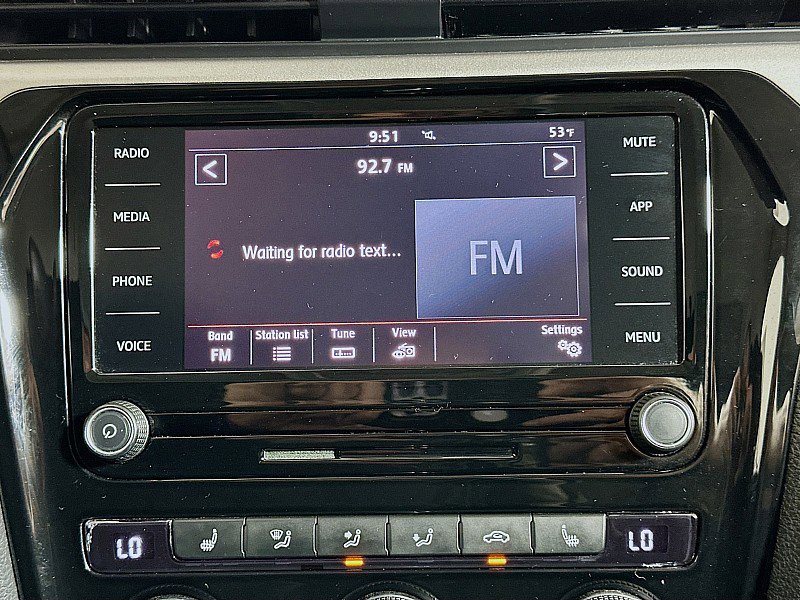 RADIO
MEDIA
PHONE
VOICE
9:51
53°F
92.7 FM
Waiting for radio text...
FM
Band
FM
Station list
Tune
View
Settings
MUTE
APP
SOUND
MENU
LO
LO